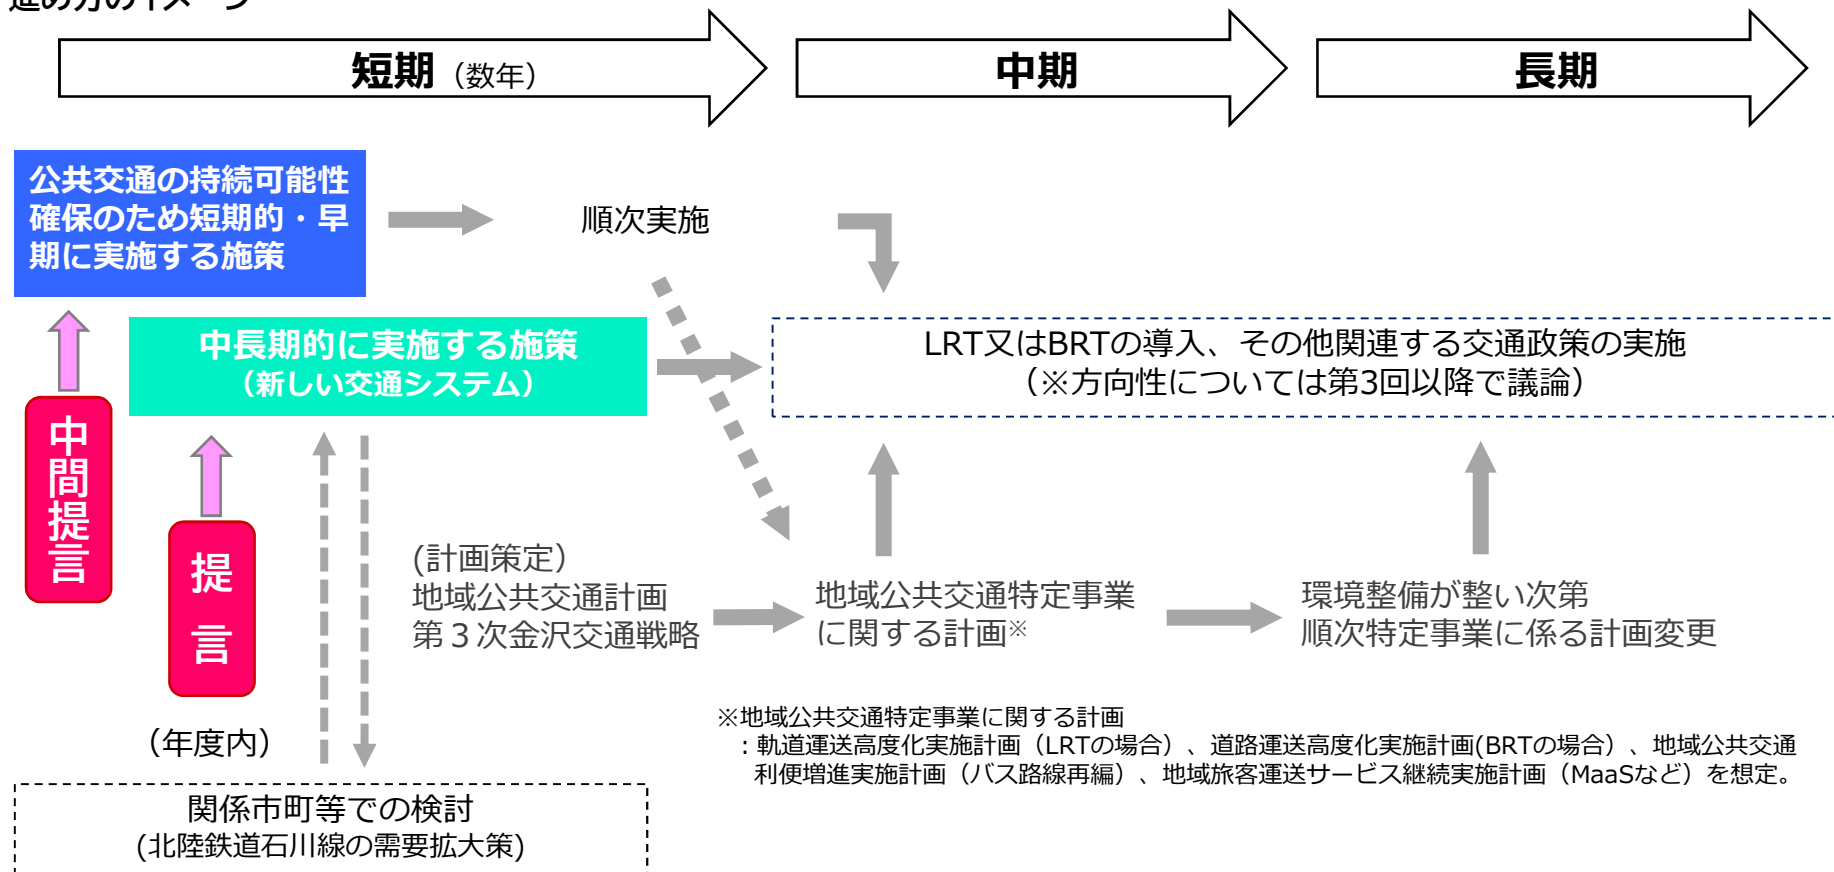 進め方のイメージ
短期（数年）
中期
長期
公共交通の持続可能性
確保のため短期的・早
期に実施する施策
順次実施
中長期的に実施する施策
（新しい交通システム）
LRT又はBRTの導入、その他関連する交通政策の実施
（※方向性については第3回以降で議論）
中間提言
提言
(計画策定）
地域公共交通計画
第３次金沢交通戦略
地域公共交通特定事業
に関する計画※
環境整備が整い次第
順次特定事業に係る計画変更
（年度内）
※地域公共交通特定事業に関する計画
：軌道運送高度化実施計画（LRTの場合）、道路運送高度化実施計画(BRTの場合）、地域公共交通
利便増進実施計画（バス路線再編）、地域旅客運送サービス継続実施計画（MaaSなど）を想定。
関係市町等での検討
(北陸鉄道石川線の需要拡大策)